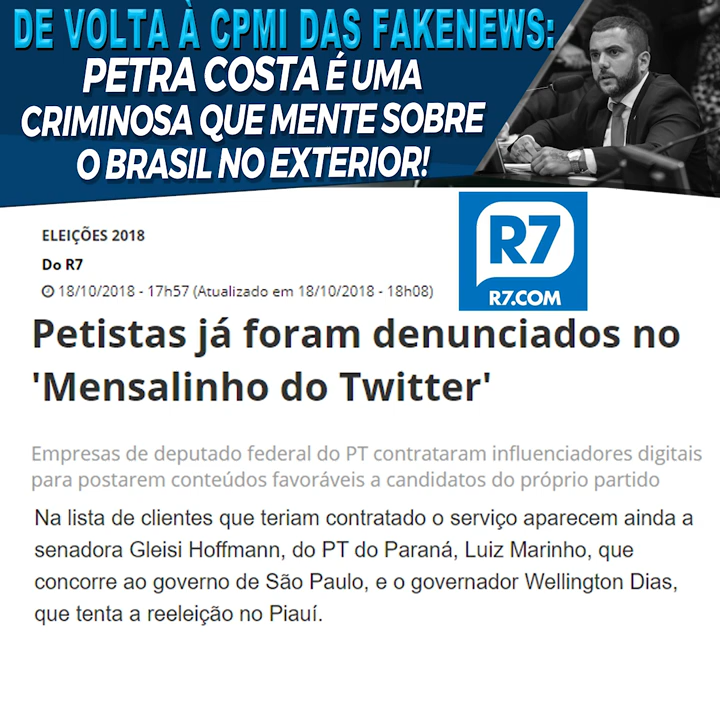 DE VOLTA À CPMI DAS FAKENEWS:
PETRA COSTA É UMA
CRIMINOSA QUE MENTE SOBRE
O BRASIL NO EXTERIOR!
ELEIÇÕES 2018
Do R7
18/10/2018 - 17h57 (Atualizado em 18/10/2018 - 18h08)
R7
R7.COM
Petistas já foram denunciados no
'Mensalinho do Twitter'
Empresas de deputado federal do PT contrataram influenciadores digitais
para postarem conteúdos favoráveis a candidatos do próprio partido
Na lista de clientes que teriam contratado o serviço aparecem ainda a
senadora Gleisi Hoffmann, do PT do Paraná, Luiz Marinho, que
concorre ao governo de São Paulo, e o governador Wellington Dias,
que tenta a reeleição no Piauí.